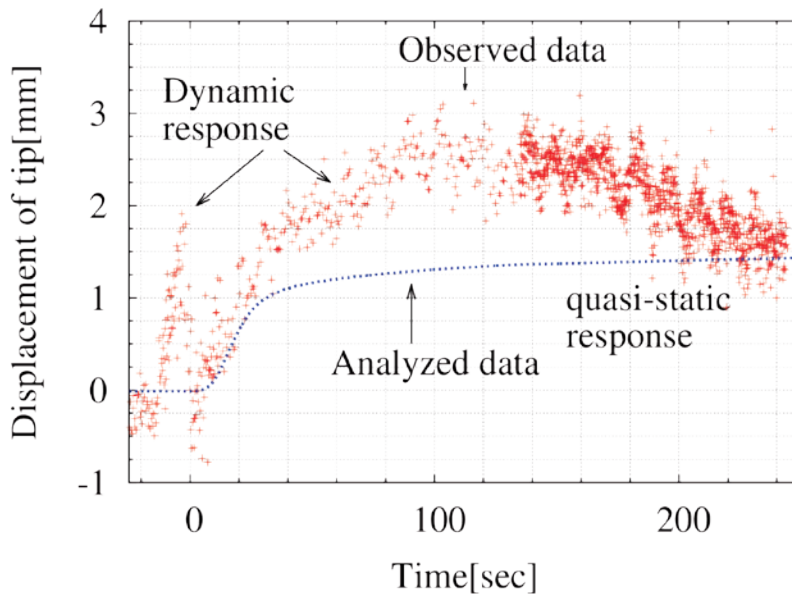 4
3
2
1
0
-1
Displacement of tip[mm]
Observed data
Dynamic
response
quasi-static
response
Analyzed data
0
100
200
Time[sec]